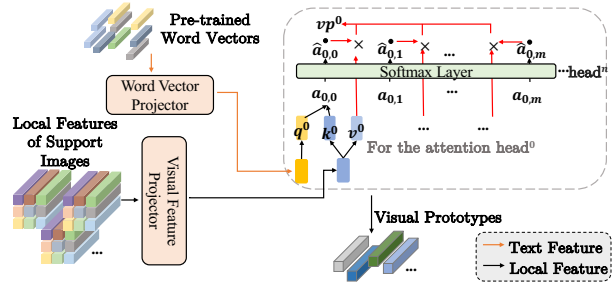 Pre-trained
Word Vectors
Word Vector
Projector
Local Features
of Support
Images
...
Visual Feature
Projector
vp⁰
â₀,₀ × â₀,₁ × ... × â₀,ₘ
Softmax Layer
...headⁿ
a₀,₀ a₀,₁ ... a₀,ₘ
q⁰ k⁰ v⁰ ... ...
For the attention head⁰
Visual Prototypes
...
Text Feature
Local Feature